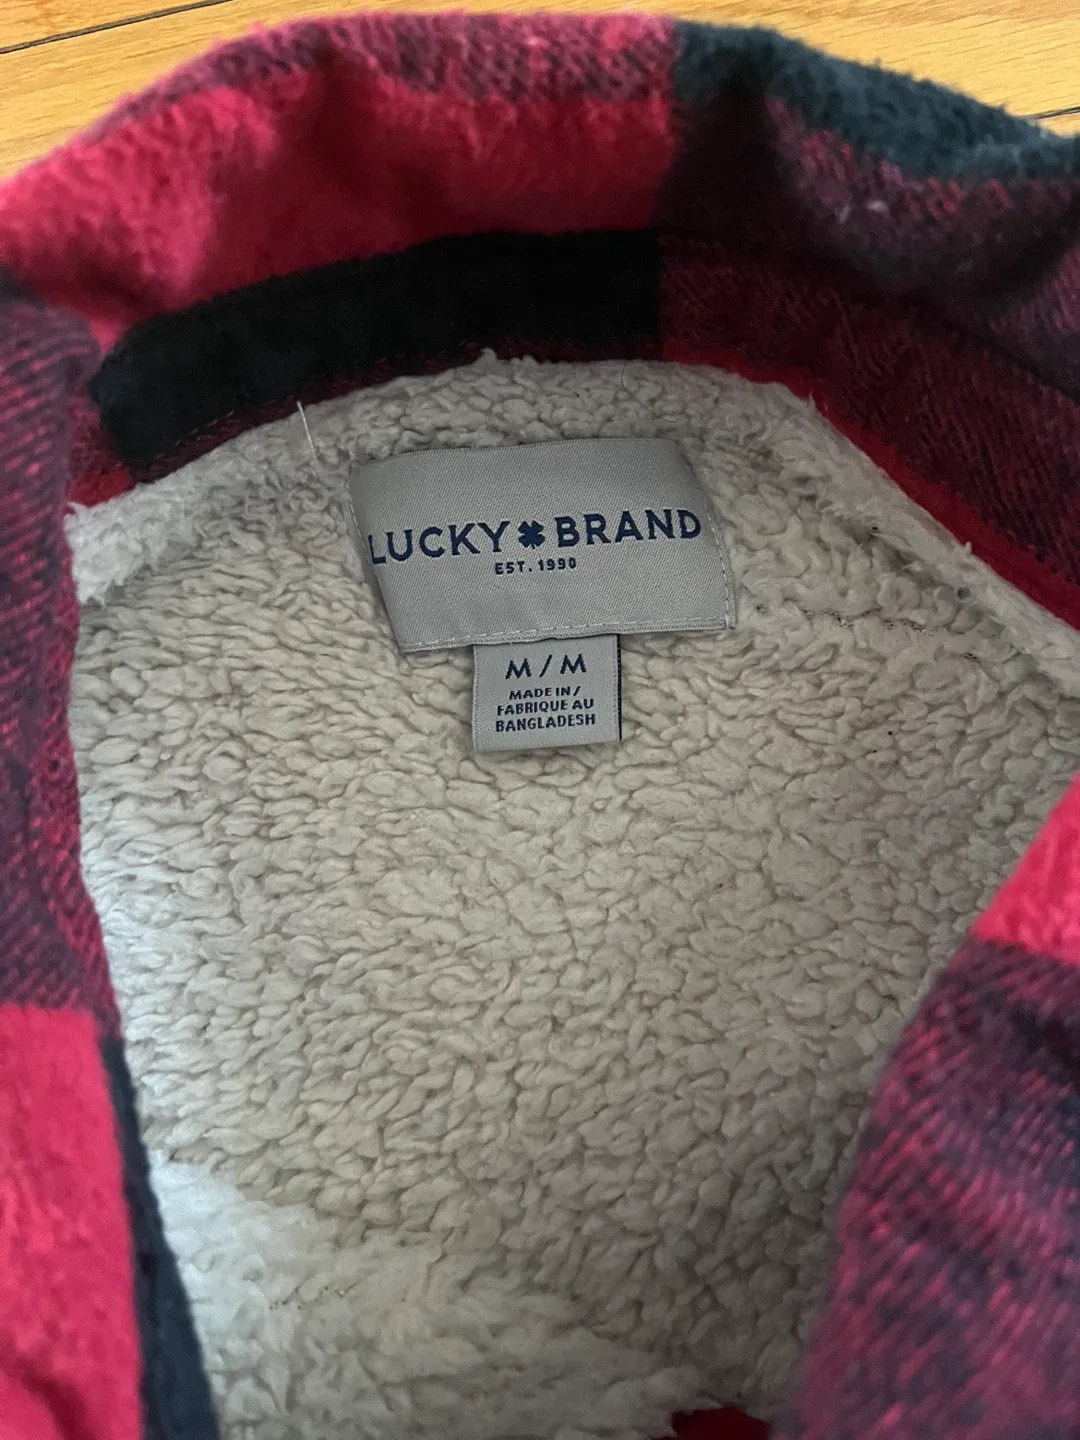 LUCKY BRAND
EST. 1990
M / M
MADE IN /
FABRIQUE AU
BANGLADESH